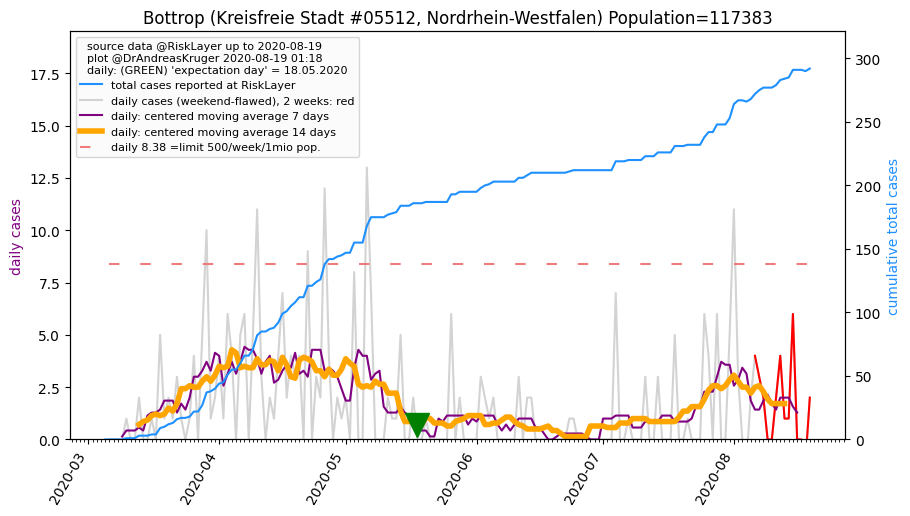 Bottrop (Kreisfreie Stadt #05512, Nordrhein-Westfalen) Population=117383
source data @RiskLayer up to 2020-08-19
plot @DrAndreasKruger 2020-08-19 01:18
daily: (GREEN) 'expectation day' = 18.05.2020
total cases reported at RiskLayer
daily cases (weekend-flawed), 2 weeks: red
daily: centered moving average 7 days
daily: centered moving average 14 days
daily 8.38 =limit 500/week/1mio pop.
daily cases
17.5
15.0
12.5
10.0
7.5
5.0
2.5
0.0
300
250
200
150
100
50
0
cumulative total cases
2020-03
2020-04
2020-05
2020-06
2020-07
2020-08